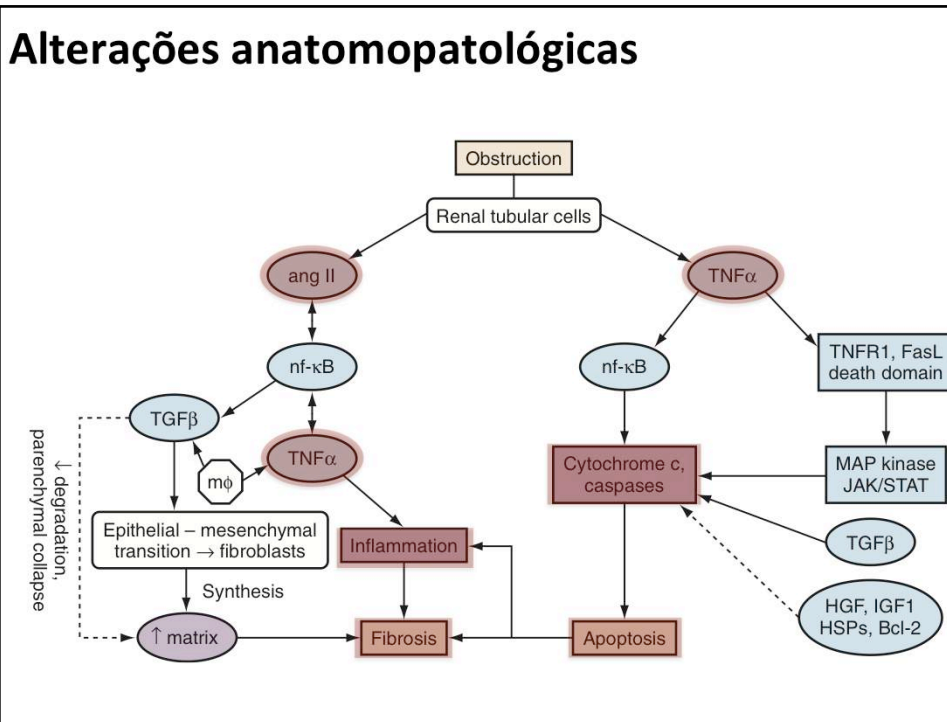 Alterações anatomopatológicas
Obstruction
Renal tubular cells
ang II
TNFα
nf-κB
nf-κB
TNFR1, FasL
death domain
TGFβ
TNFα
mϕ
Cytochrome c,
caspases
MAP kinase
JAK/STAT
↓ degradation,
parenchymal collapse
Epithelial – mesenchymal
transition → fibroblasts
Inflammation
TGFβ
Synthesis
HGF, IGF1
HSPs, Bcl-2
↑ matrix
Fibrosis
Apoptosis